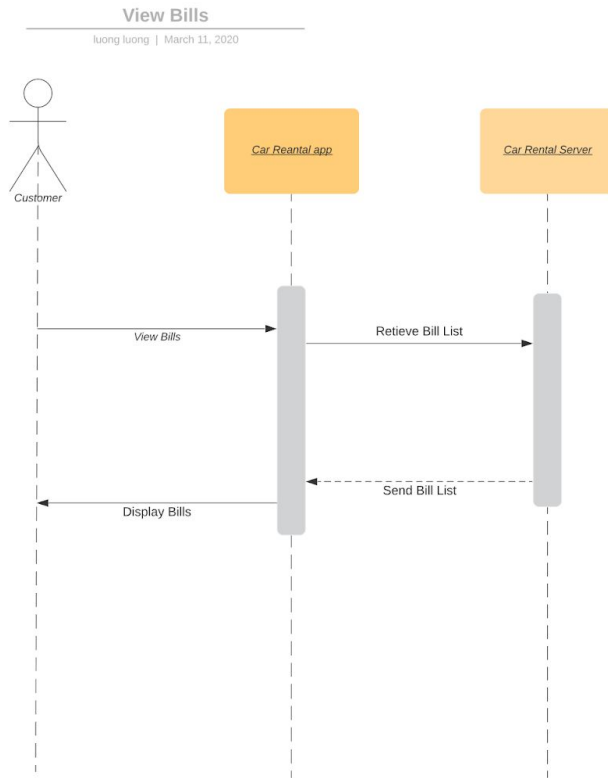 View Bills
luong luong | March 11, 2020
Car Reantal app
Car Rental Server
Customer
View Bills
Retieve Bill List
Send Bill List
Display Bills